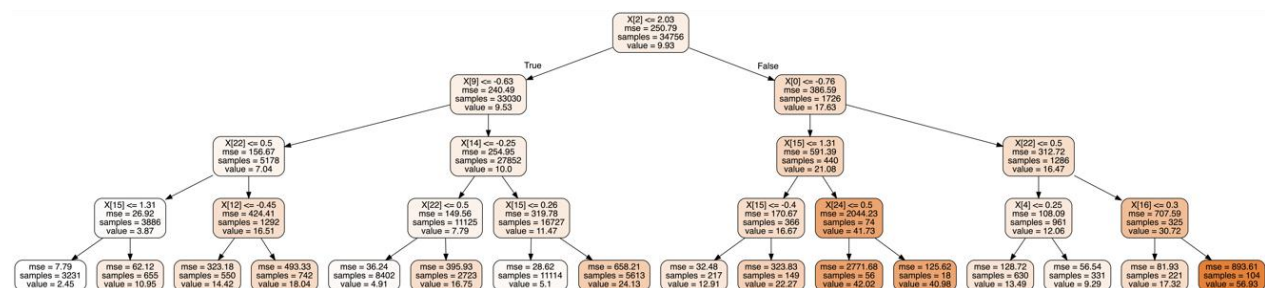 X[2] <= 2.03
mse = 250.79
samples = 34756
value = 9.93
True
False
X[9] <= -0.63
mse = 240.49
samples = 33030
value = 9.53
X[0] <= -0.76
mse = 386.59
samples = 1726
value = 17.63
X[22] <= 0.5
mse = 156.67
samples = 5178
value = 7.04
X[14] <= -0.25
mse = 254.95
samples = 27852
value = 10.0
X[15] <= 1.31
mse = 591.39
samples = 440
value = 21.08
X[22] <= 0.5
mse = 312.72
samples = 1286
value = 16.47
X[15] <= 1.31
mse = 26.92
samples = 3886
value = 3.87
X[12] <= -0.45
mse = 424.41
samples = 1292
value = 16.51
X[22] <= 0.5
mse = 149.56
samples = 11125
value = 7.79
X[15] <= 0.26
mse = 319.78
samples = 16727
value = 11.47
X[15] <= -0.4
mse = 170.67
samples = 366
value = 16.67
X[24] <= 0.5
mse = 2044.23
samples = 74
value = 41.73
X[4] <= 0.25
mse = 108.09
samples = 961
value = 12.06
X[16] <= 0.3
mse = 707.59
samples = 325
value = 30.72
mse = 7.79
samples = 3231
value = 2.45
mse = 62.12
samples = 655
value = 10.95
mse = 323.18
samples = 550
value = 14.42
mse = 493.33
samples = 742
value = 18.04
mse = 36.24
samples = 8402
value = 4.91
mse = 395.93
samples = 2723
value = 16.75
mse = 28.62
samples = 11114
value = 5.1
mse = 658.21
samples = 5613
value = 24.13
mse = 32.48
samples = 217
value = 12.91
mse = 323.83
samples = 149
value = 22.27
mse = 2771.68
samples = 56
value = 42.02
mse = 125.62
samples = 18
value = 40.98
mse = 128.72
samples = 630
value = 13.49
mse = 56.54
samples = 331
value = 9.29
mse = 81.93
samples = 221
value = 17.32
mse = 893.61
samples = 104
value = 56.93